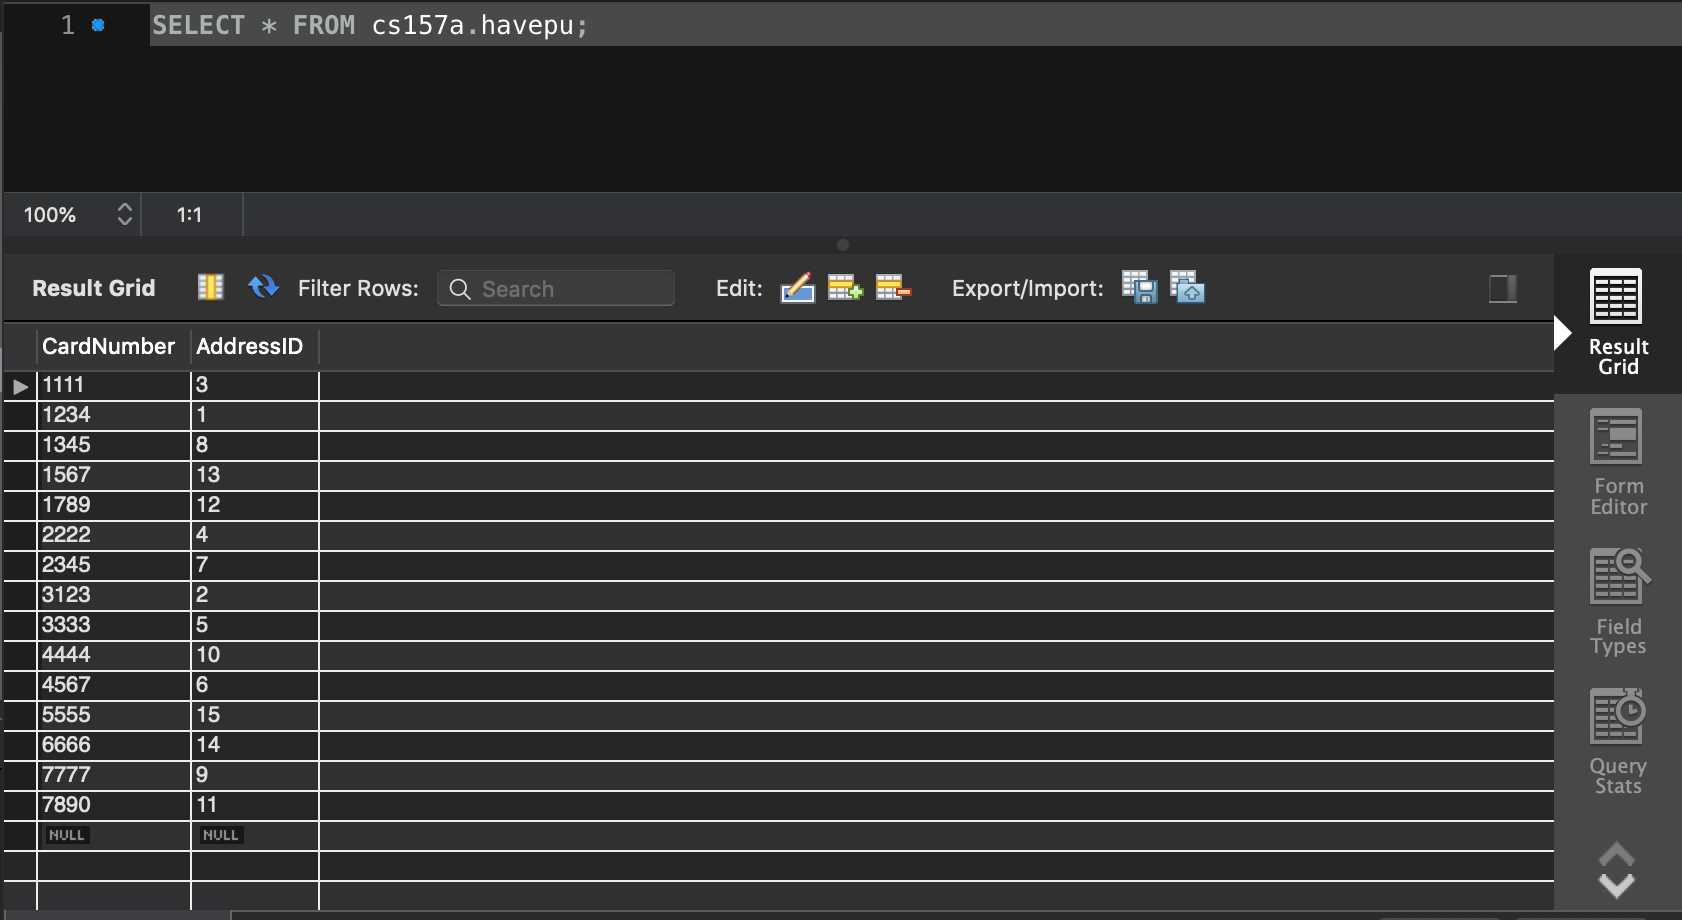 1 SELECT * FROM cs157a.havepu;
100% 1:1
Result Grid Filter Rows: Search Edit: Export/Import:
CardNumber AddressID
1111 3
1234 1
1345 8
1567 13
1789 12
2222 4
2345 7
3123 2
3333 5
4444 10
4567 6
5555 15
6666 14
7777 9
7890 11
NULL NULL
Result
Grid
Form
Editor
Field
Types
Query
Stats